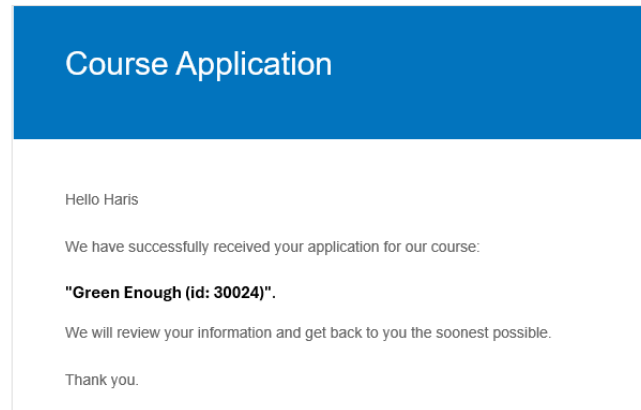 Course Application
Hello Haris
We have successfully received your application for our course:
"Green Enough (id: 30024)".
We will review your information and get back to you the soonest possible.
Thank you.